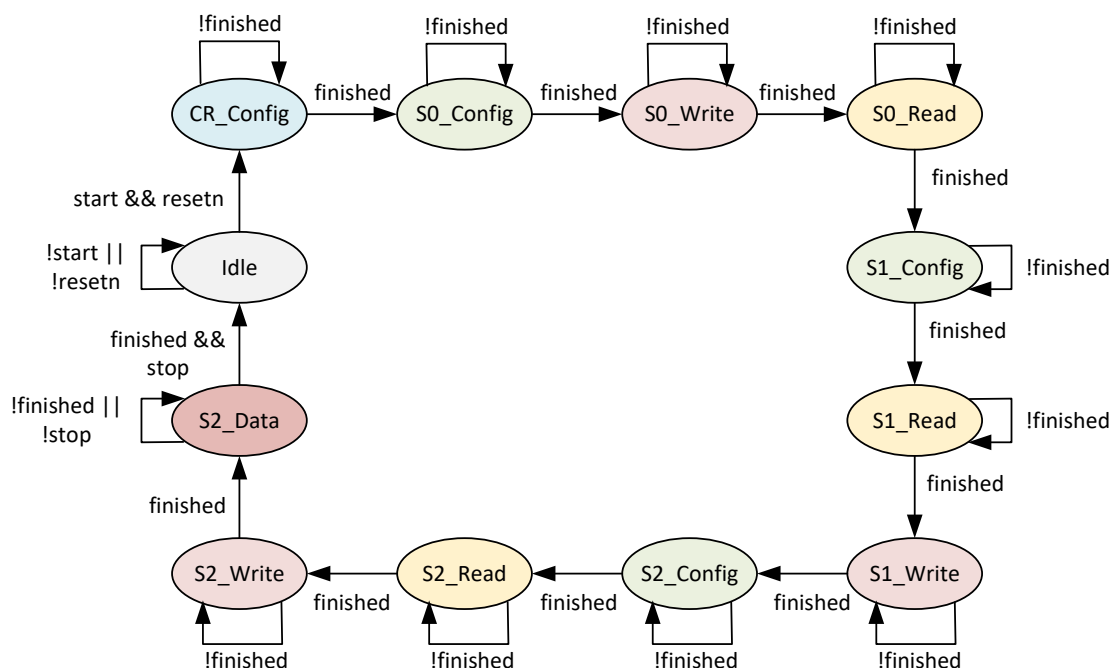 !finished
!finished
!finished
!finished
CR_Config
finished
S0_Config
finished
S0_Write
finished
S0_Read
start && resetn
finished
!start ||
!resetn
Idle
S1_Config
!finished
finished &&
stop
finished
!finished ||
!stop
S2_Data
S1_Read
!finished
finished
finished
S2_Write
finished
S2_Read
finished
S2_Config
finished
S1_Write
!finished
!finished
!finished
!finished